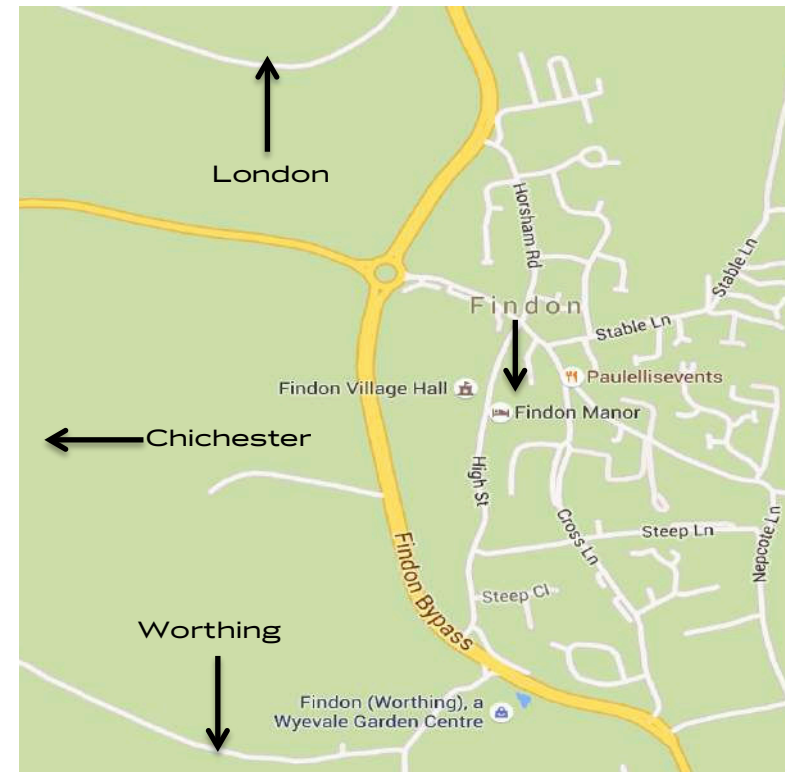 London
Horsham Rd
Stable Ln
Findon
Stable Ln
Paulellisevents
Findon Village Hall
Findon Manor
Chichester
High St
Cross Ln
Steep Ln
Nepcote Ln
Findon Bypass
Steep Cl
Worthing
Findon (Worthing), a
Wyevale Garden Centre